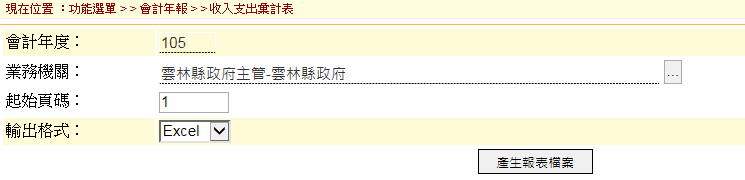 現在位置 ：功能選單>>會計年報>>收入支出彙計表
會計年度： 105
業務機關： 雲林縣政府主管-雲林縣政府 ...
起始頁碼： 1
輸出格式： Excel
產生報表檔案